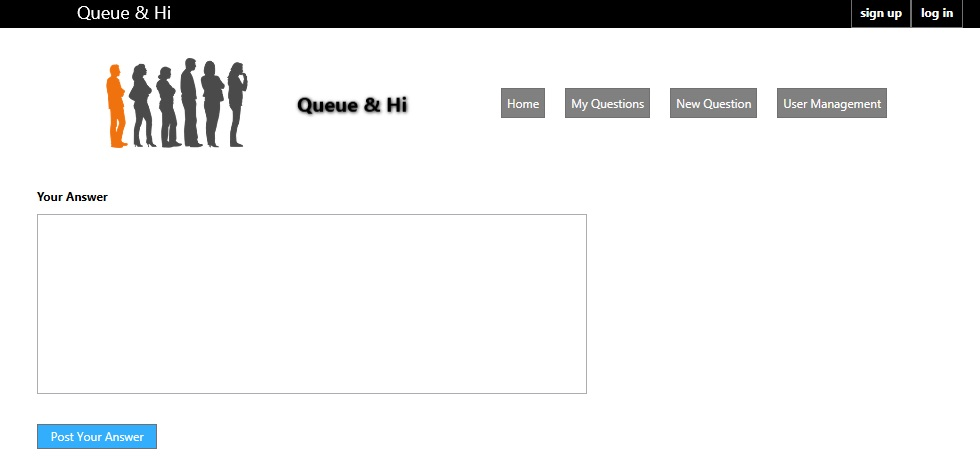 Queue & Hi sign up log in
Queue & Hi Home My Questions New Question User Management
Your Answer
Post Your Answer